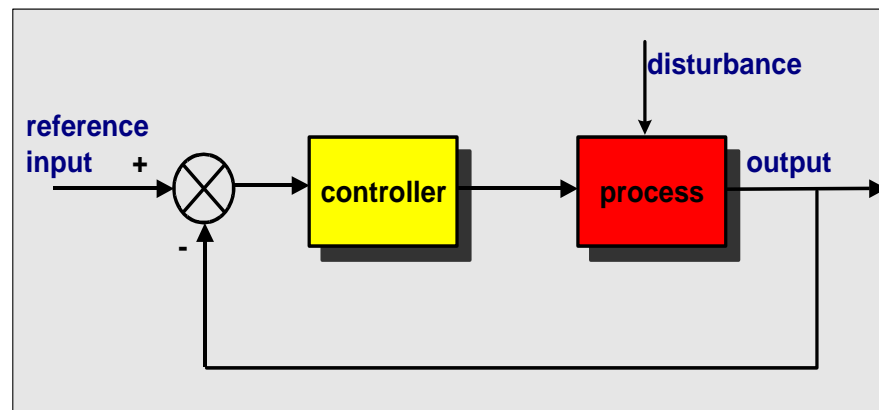 disturbance
reference
input
+
controller
process
output
-